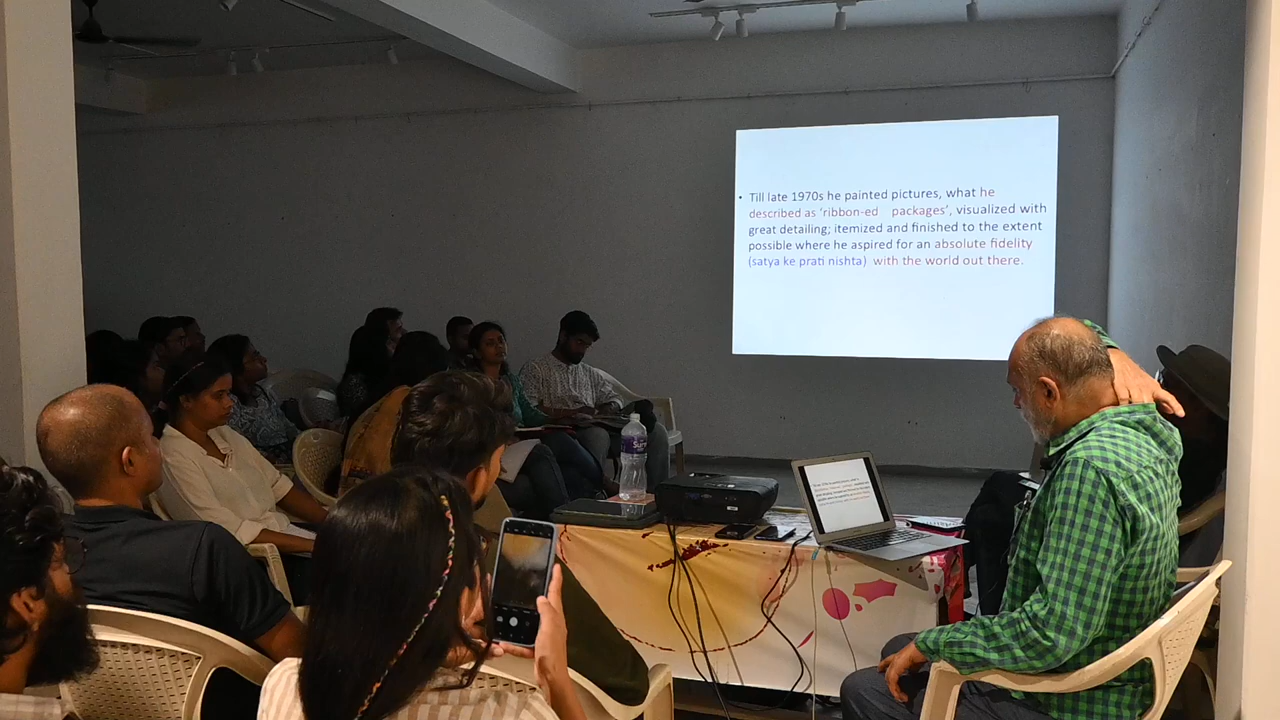 • Till late 1970s he painted pictures, what he
described as ‘ribbon-ed packages’, visualized with
great detailing; itemized and finished to the extent
possible where he aspired for an absolute fidelity
(satya ke prati nishta) with the world out there.